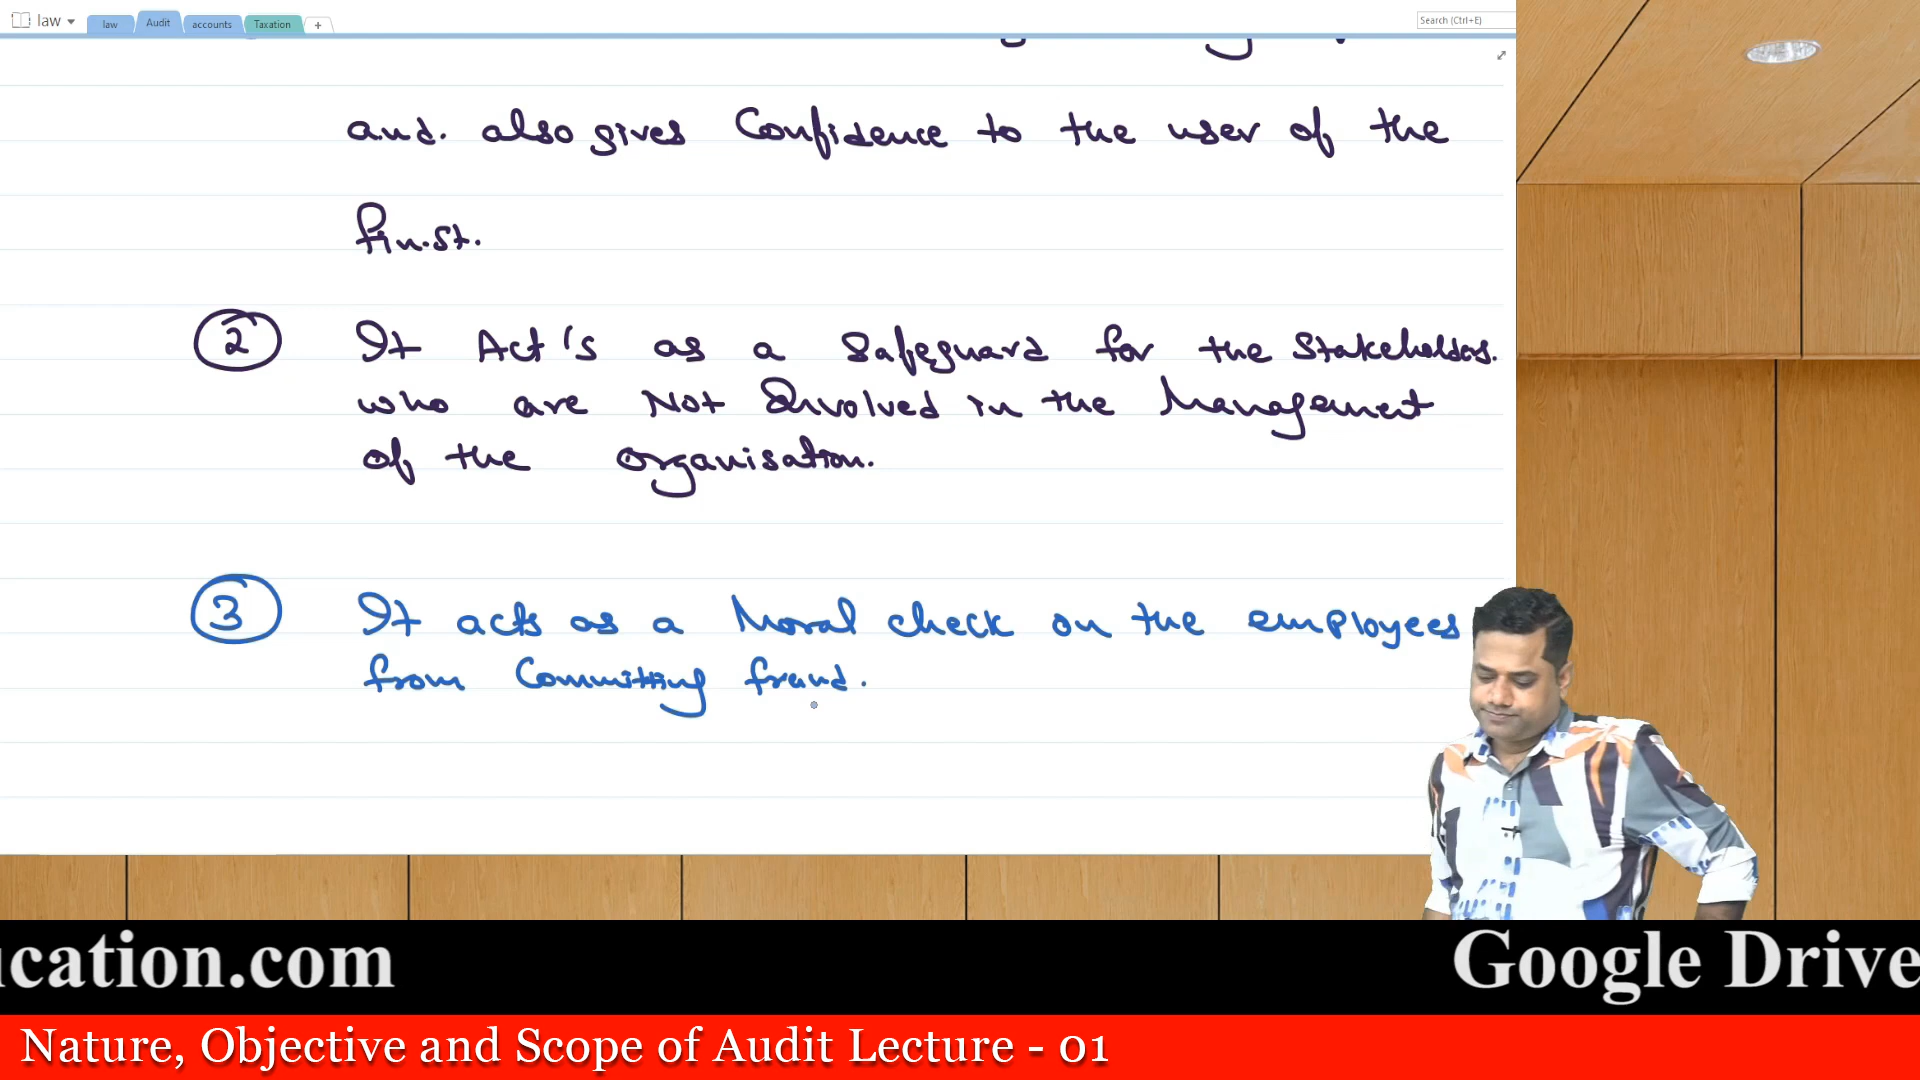 law
law Audit accounts Taxation +
Search (Ctrl+E)
and. also gives Confidence to the user of the
fin.st.
2 It Act's as a Safeguard for the Stakeholders.
who are Not Involved in the Management
of the organisation.
3 It acts as a Moral check on the employees
from Committing fraud.
ucation.com Google Drive
Nature, Objective and Scope of Audit Lecture - 01